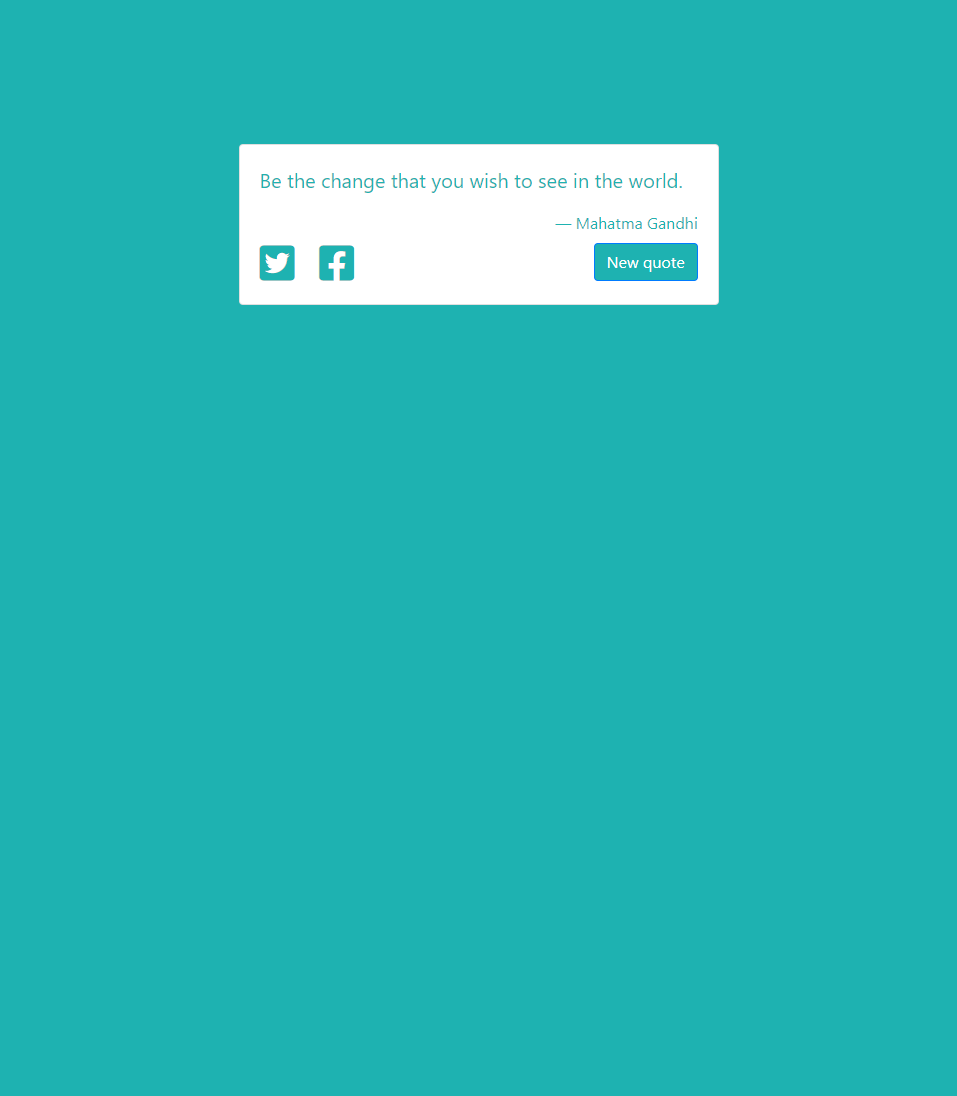 Be the change that you wish to see in the world.
— Mahatma Gandhi
New quote